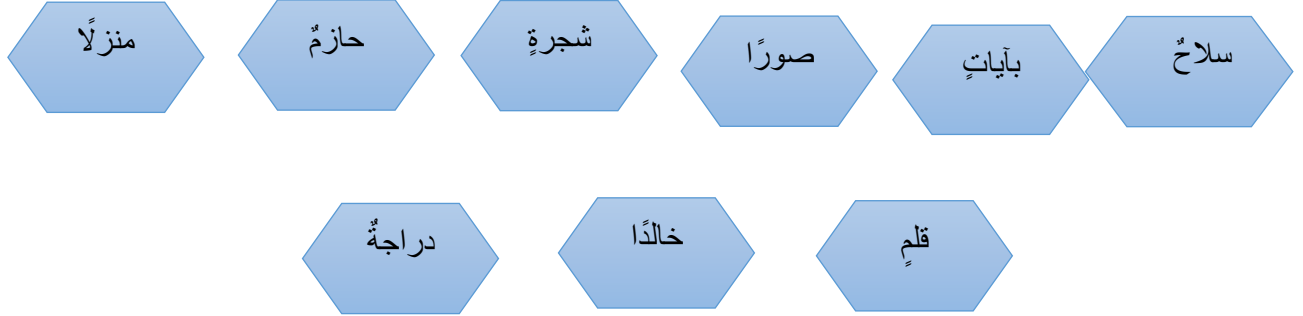 سلاحٌ بآياتٍ صورًا شجرةٍ حازمٌ منزلًا
قلمٍ خالدًا دراجةٌ